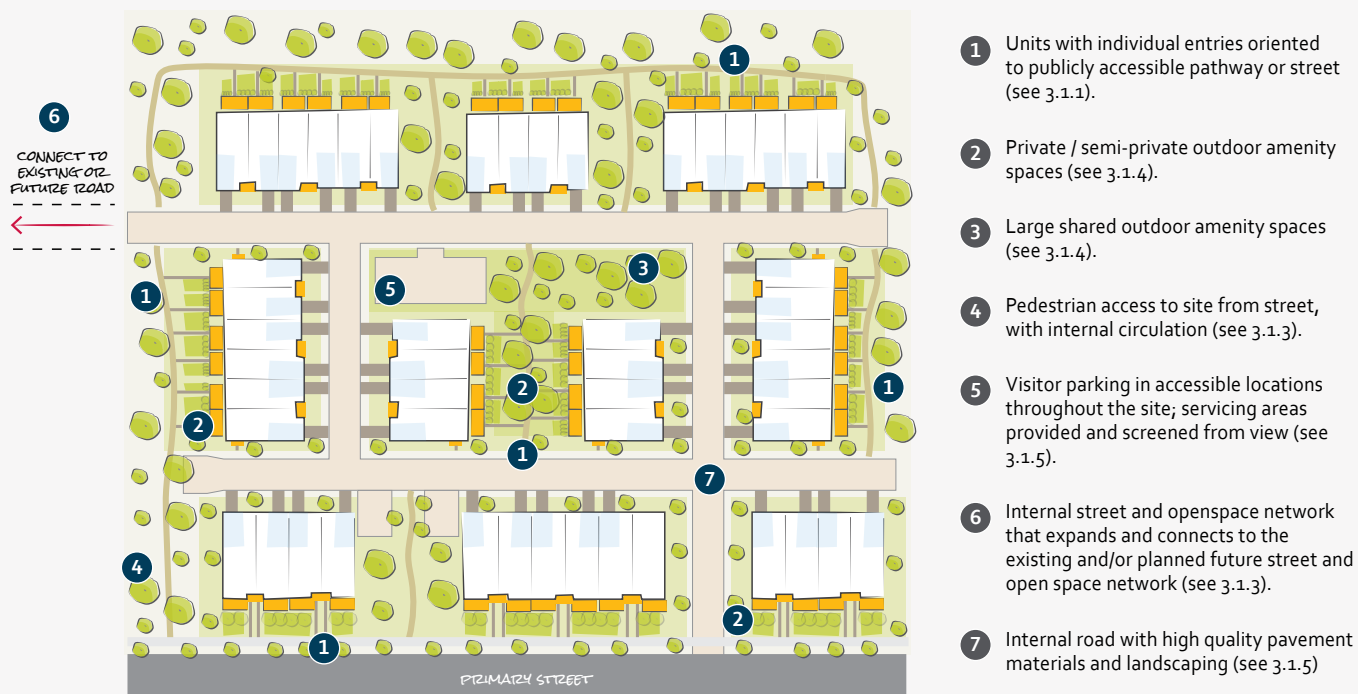 1
6
CONNECT TO
EXISTING OR
FUTURE ROAD
3
5
1
2
1
2
1
7
4
2
1
PRIMARY STREET
1
Units with individual entries oriented
to publicly accessible pathway or street
(see 3.1.1).
2
Private / semi-private outdoor amenity
spaces (see 3.1.4).
3
Large shared outdoor amenity spaces
(see 3.1.4).
4
Pedestrian access to site from street,
with internal circulation (see 3.1.3).
5
Visitor parking in accessible locations
throughout the site; servicing areas
provided and screened from view (see
3.1.5).
6
Internal street and openspace network
that expands and connects to the
existing and/or planned future street and
open space network (see 3.1.3).
7
Internal road with high quality pavement
materials and landscaping (see 3.1.5)